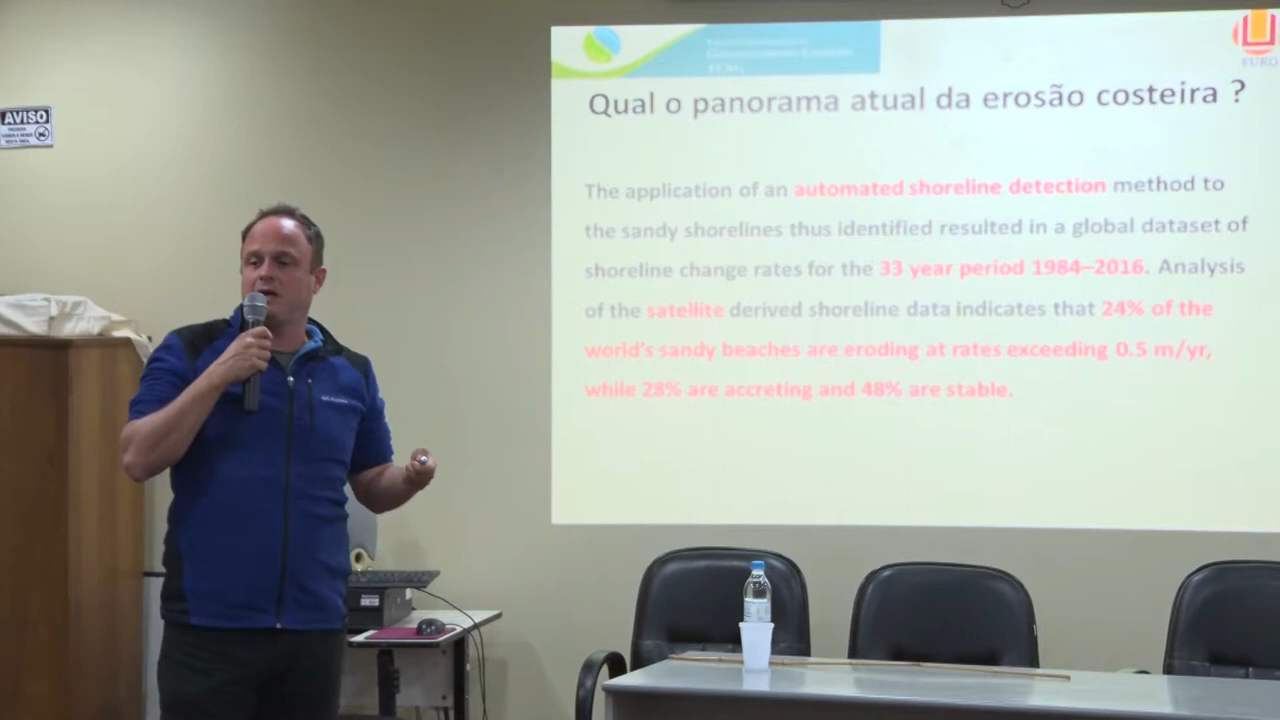 AVISO
FURG
Qual o panorama atual da erosão costeira ?
The application of an automated shoreline detection method to
the sandy shorelines thus identified resulted in a global dataset of
shoreline change rates for the 33 year period 1984–2016. Analysis
of the satellite derived shoreline data indicates that 24% of the
world's sandy beaches are eroding at rates exceeding 0.5 m/yr,
while 28% are accreting and 48% are stable.